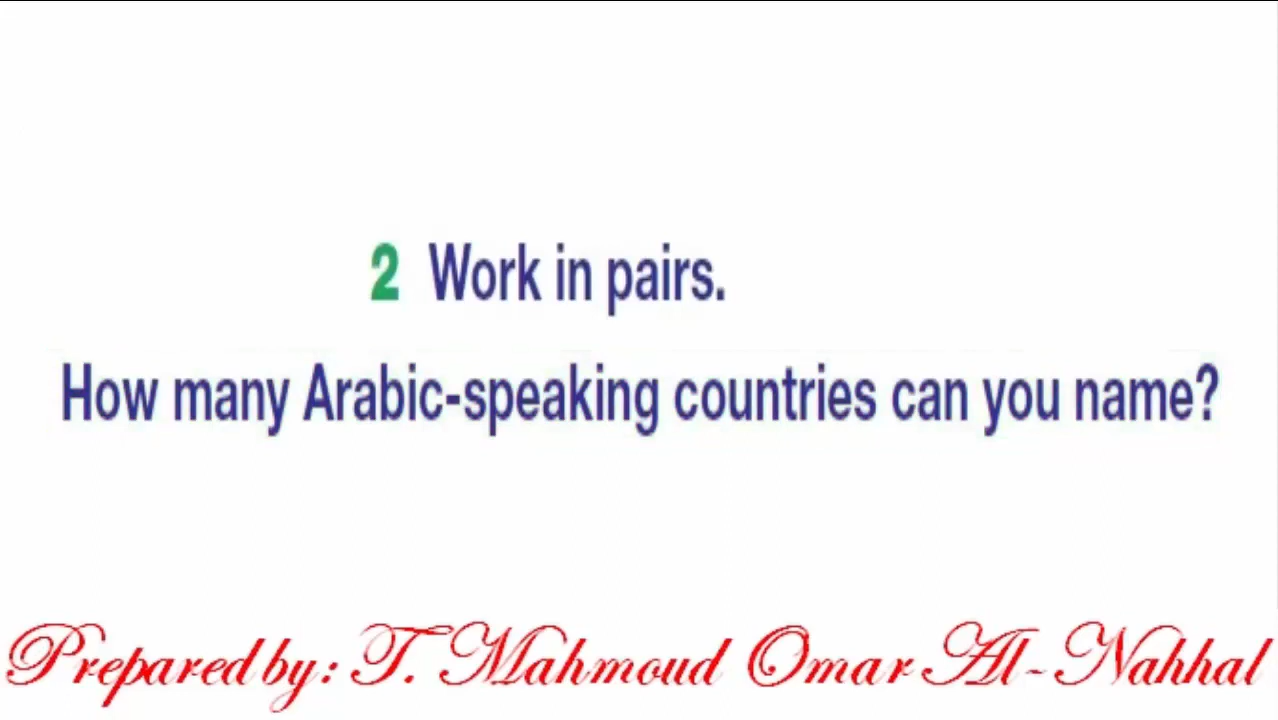 2 Work in pairs.
How many Arabic-speaking countries can you name?
Prepared by: T. Mahmoud Omar Al-Nahhal